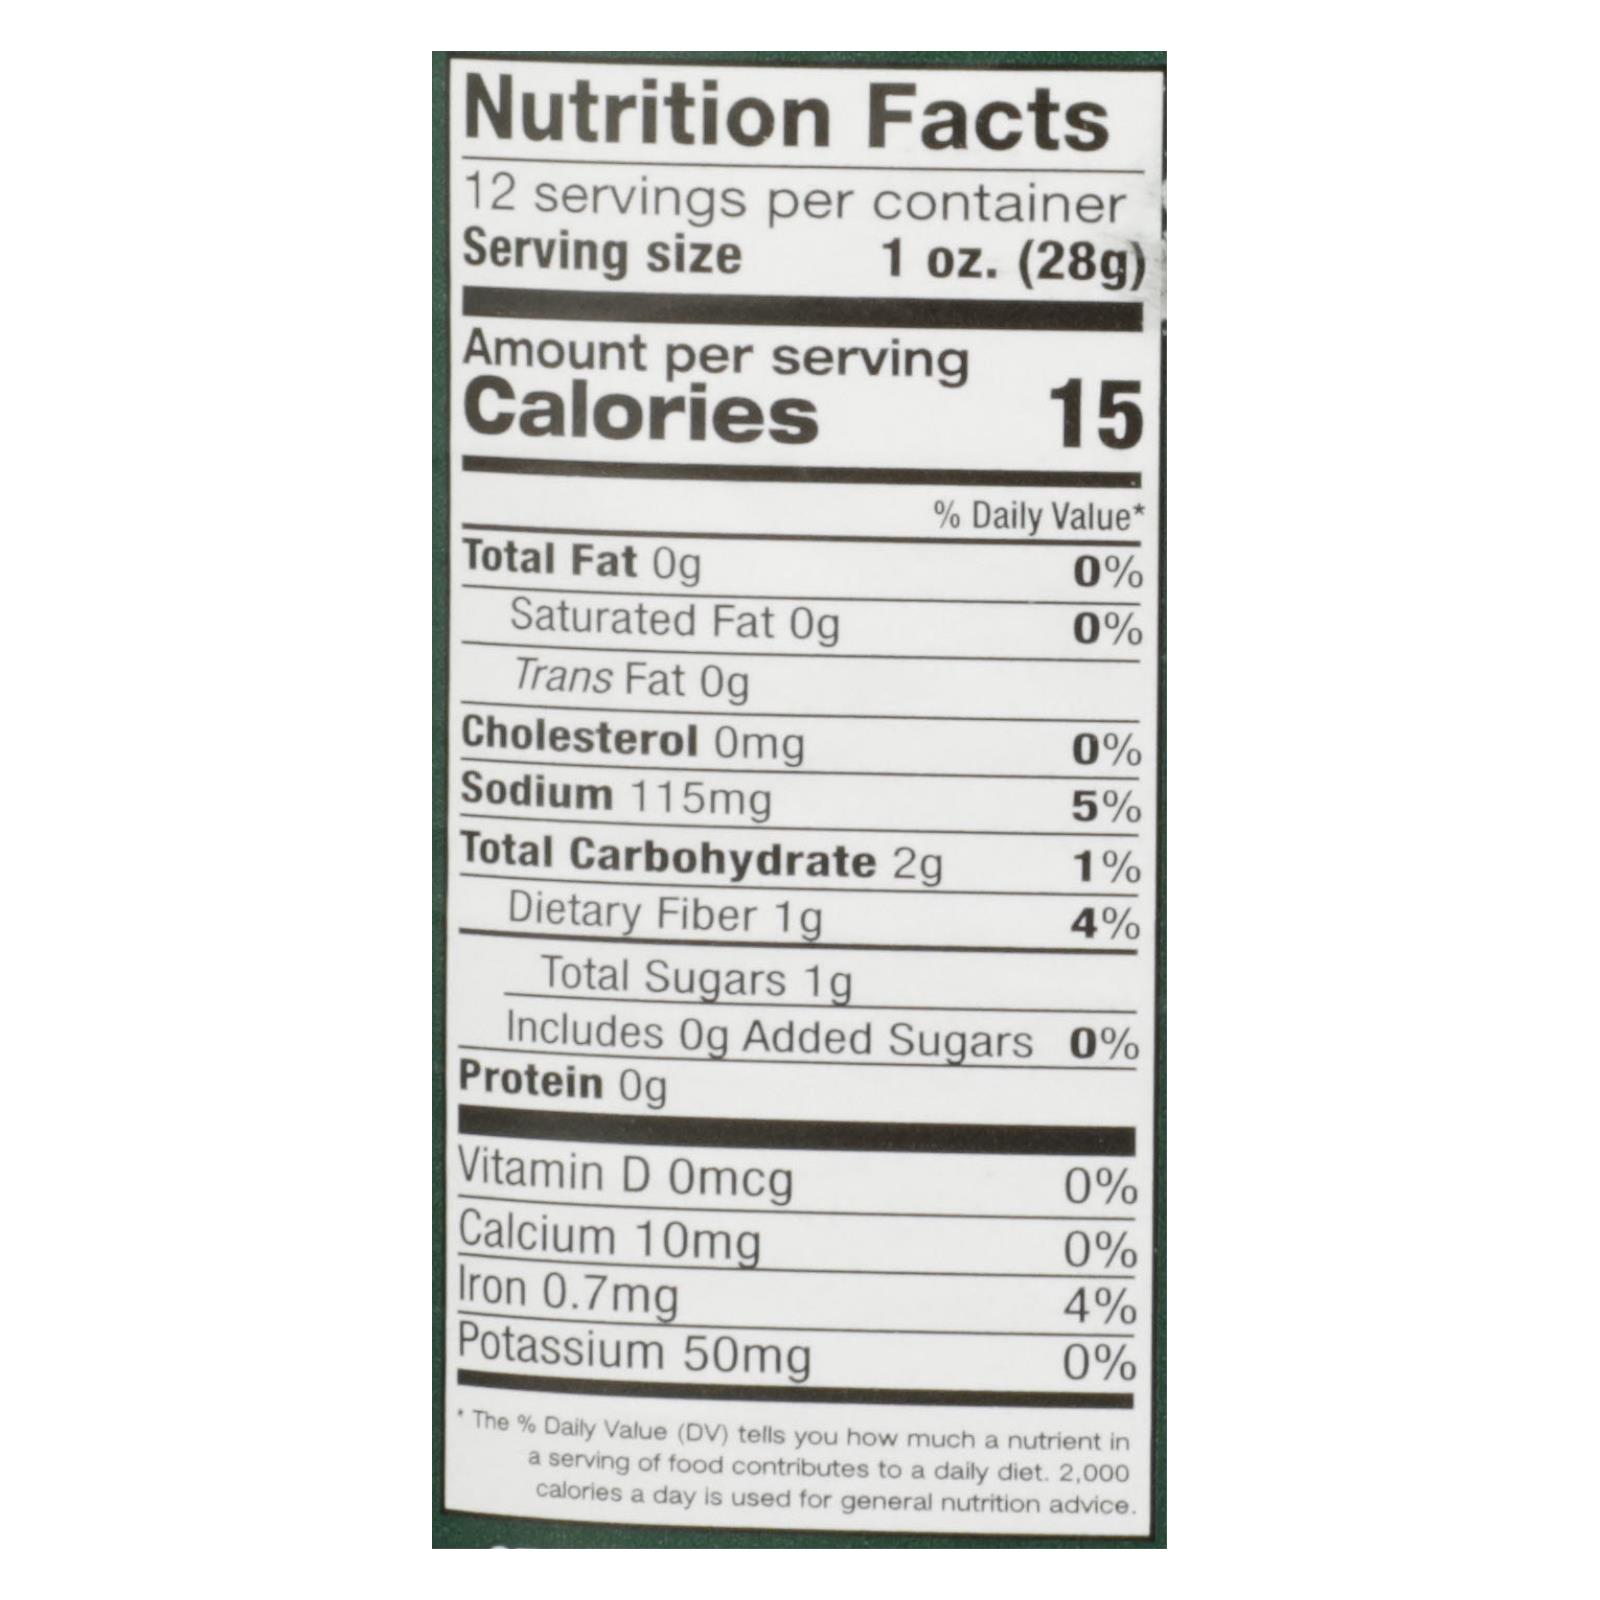 Nutrition Facts
12 servings per container
Serving size 1 oz. (28g)
Amount per serving
Calories 15
% Daily Value*
Total Fat 0g 0%
Saturated Fat 0g 0%
Trans Fat 0g
Cholesterol 0mg 0%
Sodium 115mg 5%
Total Carbohydrate 2g 1%
Dietary Fiber 1g 4%
Total Sugars 1g
Includes 0g Added Sugars 0%
Protein 0g
Vitamin D 0mcg 0%
Calcium 10mg 0%
Iron 0.7mg 4%
Potassium 50mg 0%
* The % Daily Value (DV) tells you how much a nutrient in
a serving of food contributes to a daily diet. 2,000
calories a day is used for general nutrition advice.